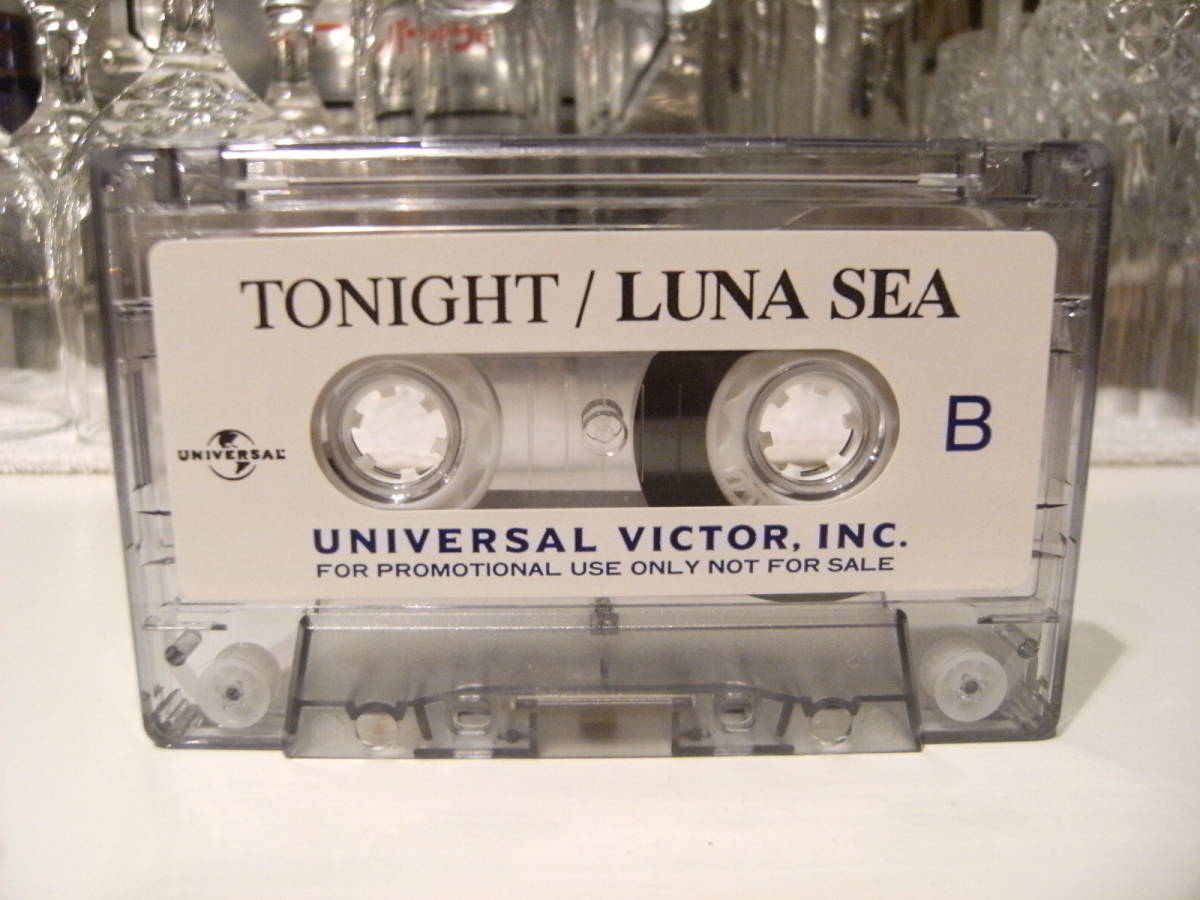 TONIGHT / LUNA SEA
B
UNIVERSAL
UNIVERSAL VICTOR, INC.
FOR PROMOTIONAL USE ONLY NOT FOR SALE